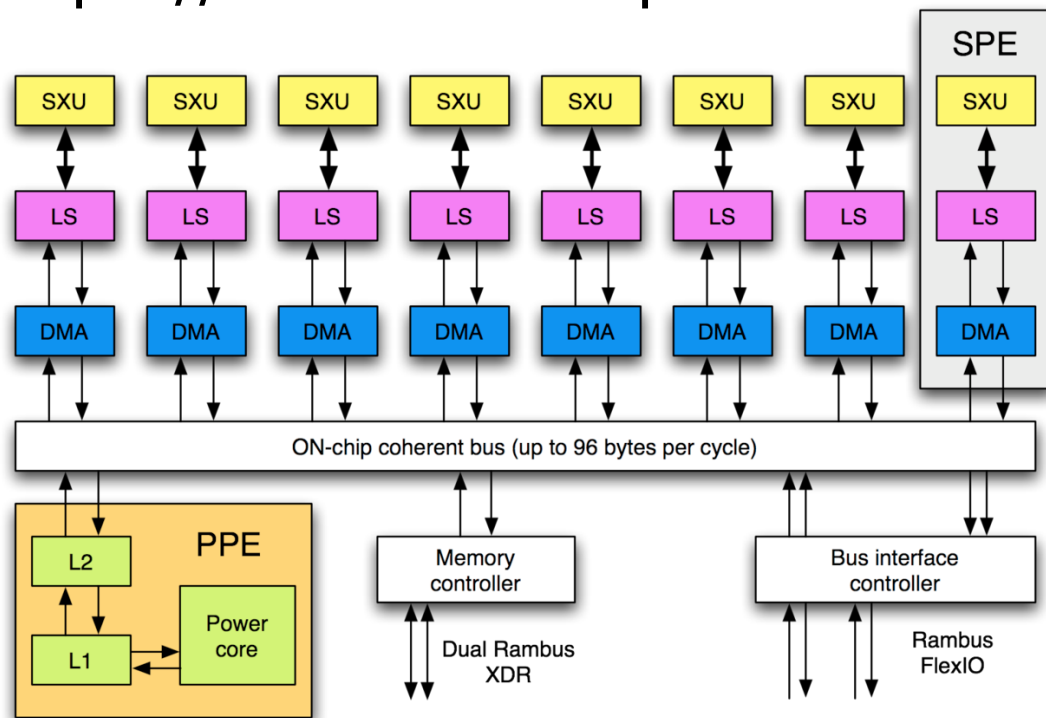 SPE
SXU SXU SXU SXU SXU SXU SXU SXU
LS LS LS LS LS LS LS LS
DMA DMA DMA DMA DMA DMA DMA DMA
ON-chip coherent bus (up to 96 bytes per cycle)
PPE
L2
L1
Power
core
Memory
controller
Dual Rambus
XDR
Bus interface
controller
Rambus
FlexIO